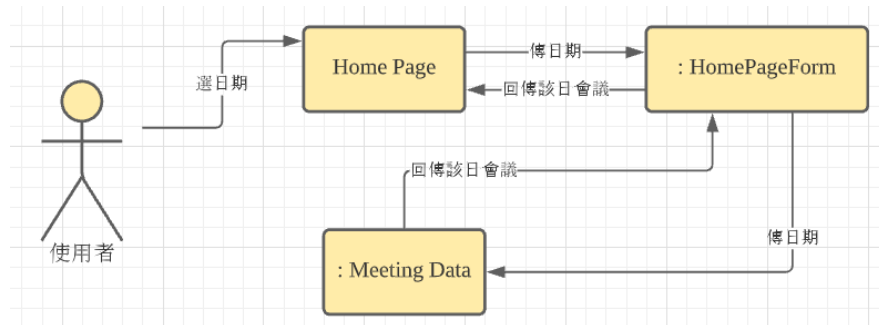 選日期
Home Page
傳日期
: HomePageForm
回傳該日會議
回傳該日會議
使用者
傳日期
: Meeting Data